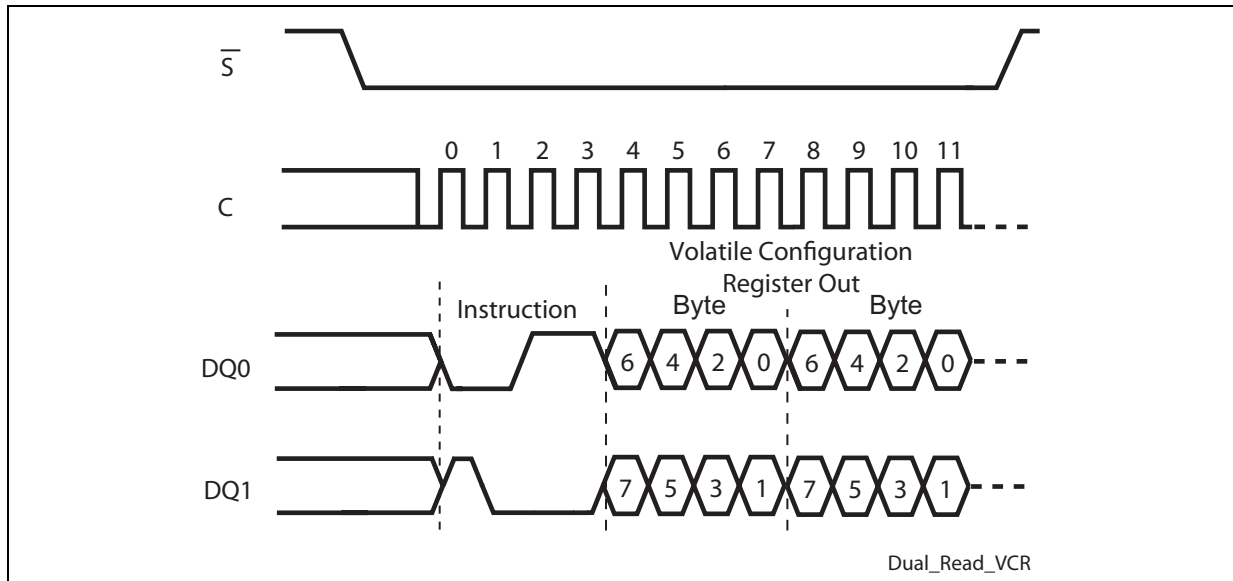 S
0 1 2 3 4 5 6 7 8 9 10 11
C
Volatile Configuration
Register Out
Instruction Byte Byte
DQ0 6 4 2 0 6 4 2 0
DQ1 7 5 3 1 7 5 3 1
Dual_Read_VCR